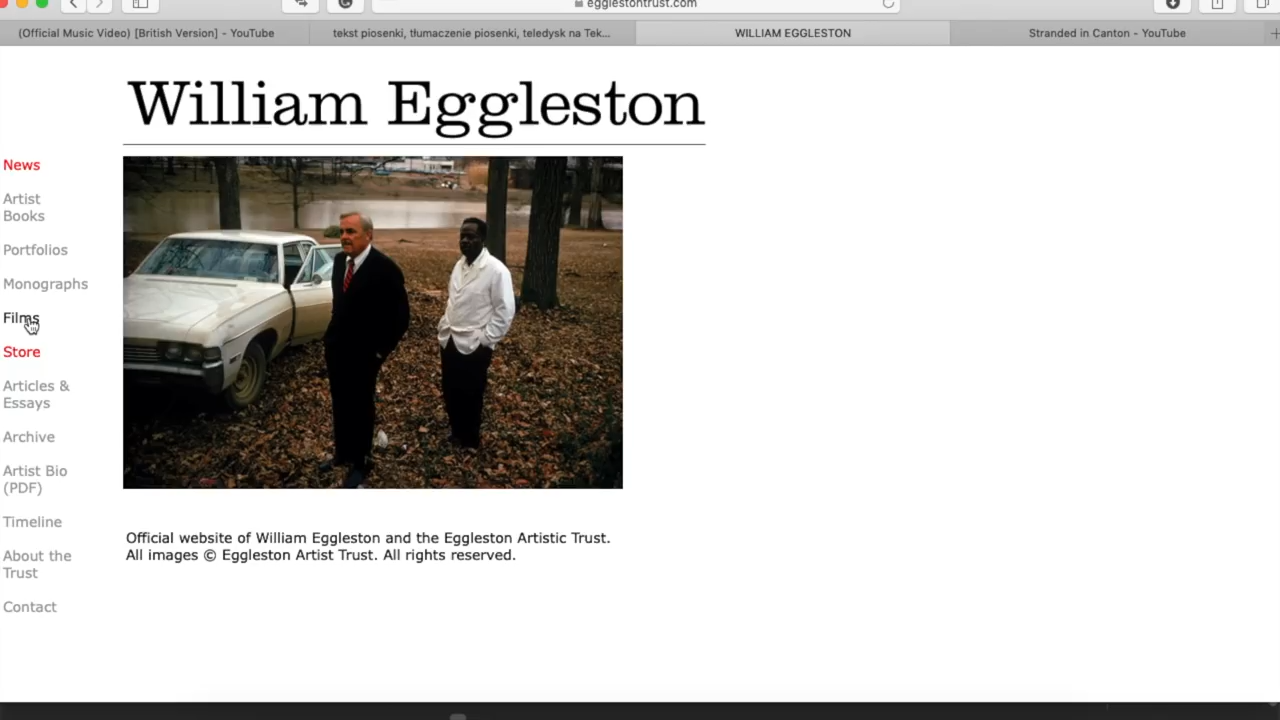 egglestontrust.com
(Official Music Video) [British Version] - YouTube
tekst piosenki, tłumaczenie piosenki, teledysk na Tek...
WILLIAM EGGLESTON
Stranded in Canton - YouTube
William Eggleston
News
Artist
Books
Portfolios
Monographs
Films
Store
Articles &
Essays
Archive
Artist Bio
(PDF)
Timeline
About the
Trust
Contact
Official website of William Eggleston and the Eggleston Artistic Trust.
All images © Eggleston Artist Trust. All rights reserved.